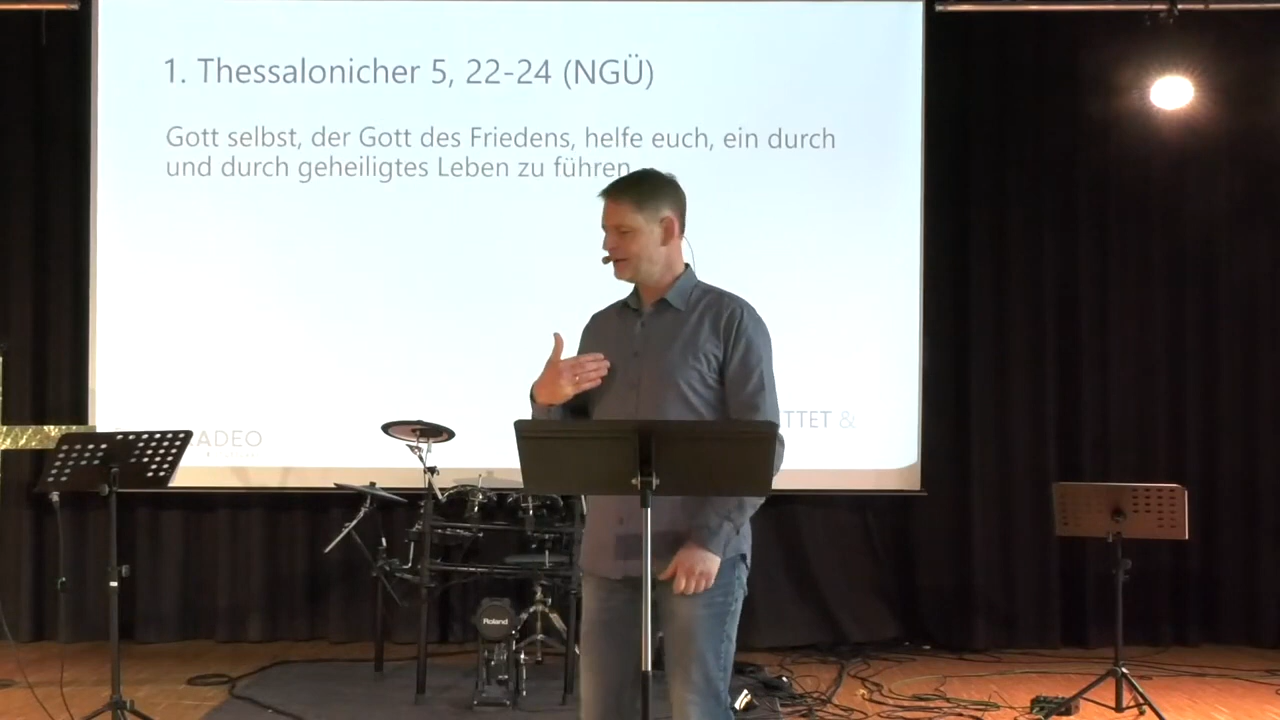 1. Thessalonicher 5, 22-24 (NGÜ)
Gott selbst, der Gott des Friedens, helfe euch, ein durch
und durch geheiligtes Leben zu führen
TTET &
ADEO
Roland